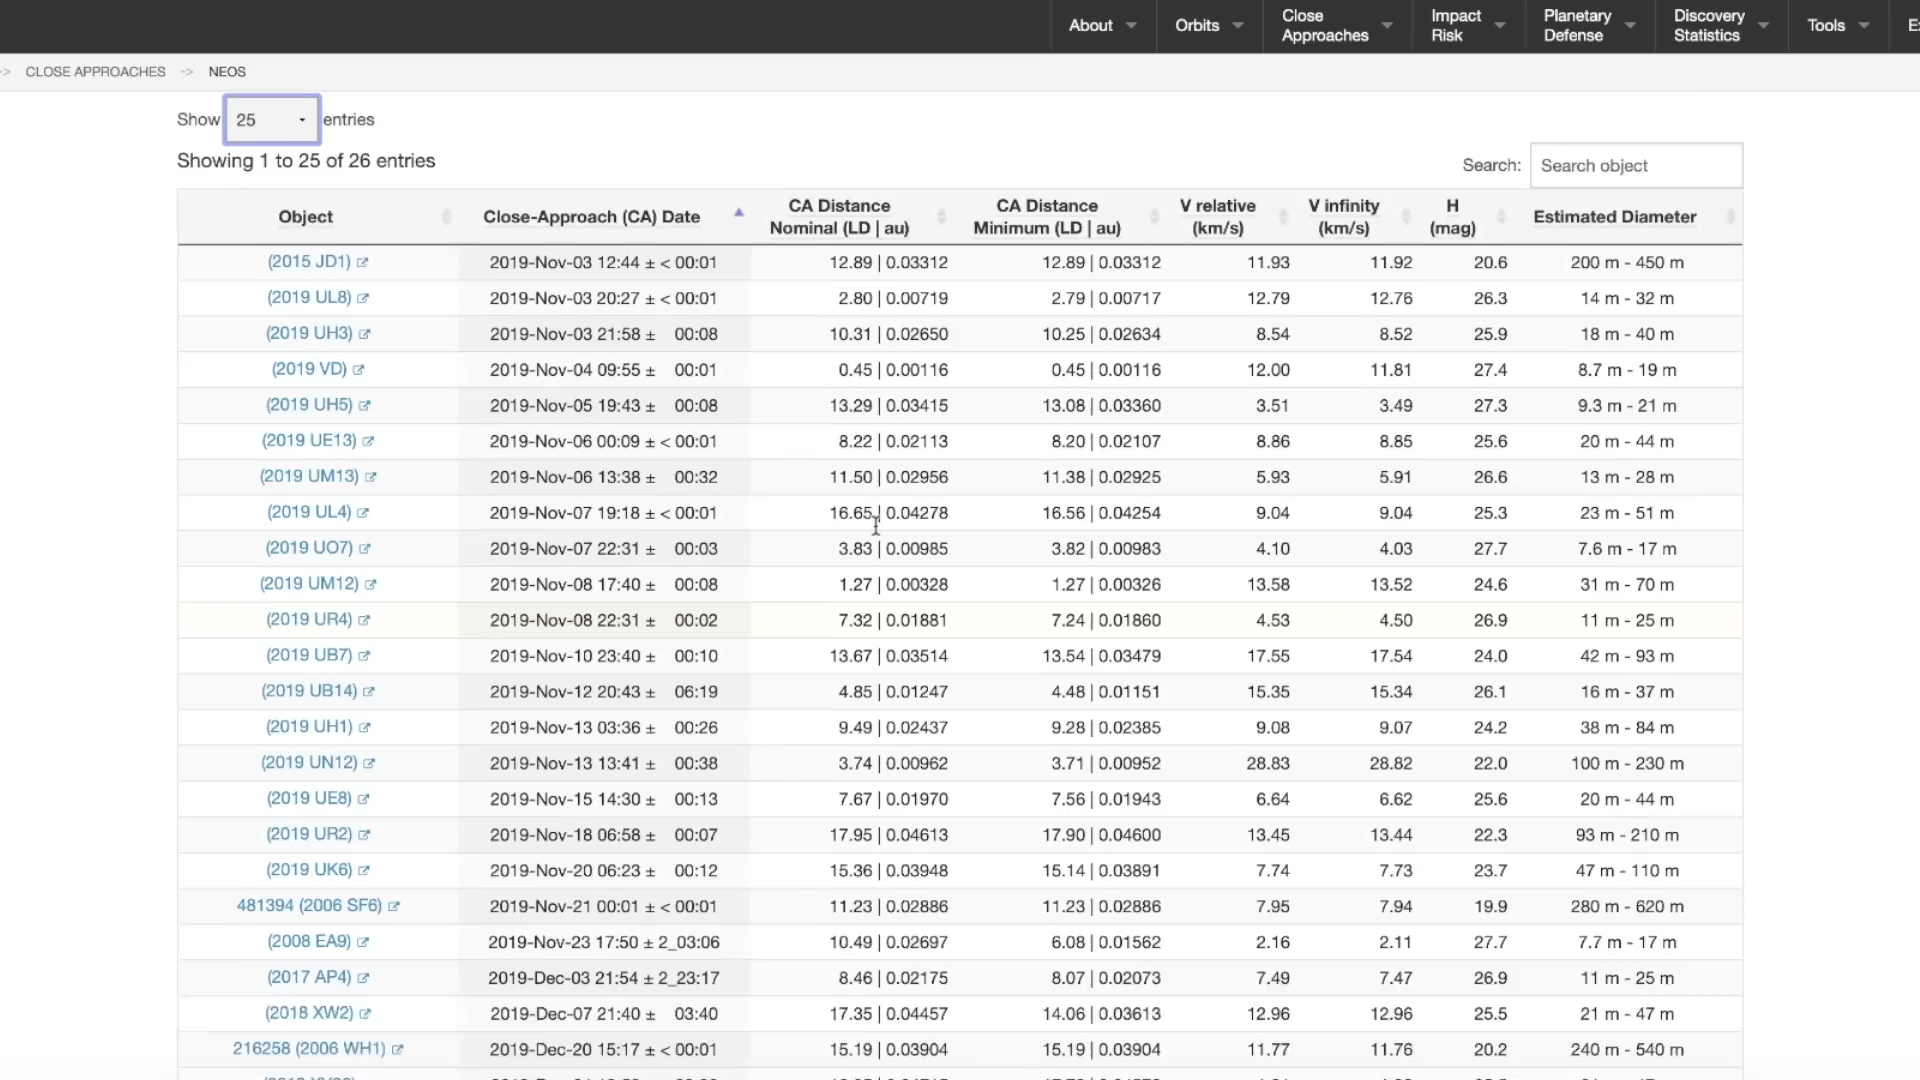 About Orbits Close Approaches Impact Risk Planetary Defense Discovery Statistics Tools
-> CLOSE APPROACHES -> NEOS
Show 25 entries
Showing 1 to 25 of 26 entries
Search: Search object
Object Close-Approach (CA) Date CA Distance Nominal (LD | au) CA Distance Minimum (LD | au) V relative (km/s) V infinity (km/s) H (mag) Estimated Diameter
(2015 JD1) 2019-Nov-03 12:44 ± < 00:01 12.89 | 0.03312 12.89 | 0.03312 11.93 11.92 20.6 200 m - 450 m
(2019 UL8) 2019-Nov-03 20:27 ± < 00:01 2.80 | 0.00719 2.79 | 0.00717 12.79 12.76 26.3 14 m - 32 m
(2019 UH3) 2019-Nov-03 21:58 ± 00:08 10.31 | 0.02650 10.25 | 0.02634 8.54 8.52 25.9 18 m - 40 m
(2019 VD) 2019-Nov-04 09:55 ± 00:01 0.45 | 0.00116 0.45 | 0.00116 12.00 11.81 27.4 8.7 m - 19 m
(2019 UH5) 2019-Nov-05 19:43 ± 00:08 13.29 | 0.03415 13.08 | 0.03360 3.51 3.49 27.3 9.3 m - 21 m
(2019 UE13) 2019-Nov-06 00:09 ± < 00:01 8.22 | 0.02113 8.20 | 0.02107 8.86 8.85 25.6 20 m - 44 m
(2019 UM13) 2019-Nov-06 13:38 ± 00:32 11.50 | 0.02956 11.38 | 0.02925 5.93 5.91 26.6 13 m - 28 m
(2019 UL4) 2019-Nov-07 19:18 ± < 00:01 16.65 | 0.04278 16.56 | 0.04254 9.04 9.04 25.3 23 m - 51 m
(2019 UO7) 2019-Nov-07 22:31 ± 00:03 3.83 | 0.00985 3.82 | 0.00983 4.10 4.03 27.7 7.6 m - 17 m
(2019 UM12) 2019-Nov-08 17:40 ± 00:08 1.27 | 0.00328 1.27 | 0.00326 13.58 13.52 24.6 31 m - 70 m
(2019 UR4) 2019-Nov-08 22:31 ± 00:02 7.32 | 0.01881 7.24 | 0.01860 4.53 4.50 26.9 11 m - 25 m
(2019 UB7) 2019-Nov-10 23:40 ± 00:10 13.67 | 0.03514 13.54 | 0.03479 17.55 17.54 24.0 42 m - 93 m
(2019 UB14) 2019-Nov-12 20:43 ± 06:19 4.85 | 0.01247 4.48 | 0.01151 15.35 15.34 26.1 16 m - 37 m
(2019 UH1) 2019-Nov-13 03:36 ± 00:26 9.49 | 0.02437 9.28 | 0.02385 9.08 9.07 24.2 38 m - 84 m
(2019 UN12) 2019-Nov-13 13:41 ± 00:38 3.74 | 0.00962 3.71 | 0.00952 28.83 28.82 22.0 100 m - 230 m
(2019 UE8) 2019-Nov-15 14:30 ± 00:13 7.67 | 0.01970 7.56 | 0.01943 6.64 6.62 25.6 20 m - 44 m
(2019 UR2) 2019-Nov-18 06:58 ± 00:07 17.95 | 0.04613 17.90 | 0.04600 13.45 13.44 22.3 93 m - 210 m
(2019 UK6) 2019-Nov-20 06:23 ± 00:12 15.36 | 0.03948 15.14 | 0.03891 7.74 7.73 23.7 47 m - 110 m
481394 (2006 SF6) 2019-Nov-21 00:01 ± < 00:01 11.23 | 0.02886 11.23 | 0.02886 7.95 7.94 19.9 280 m - 620 m
(2008 EA9) 2019-Nov-23 17:50 ± 2_03:06 10.49 | 0.02697 6.08 | 0.01562 2.16 2.11 27.7 7.7 m - 17 m
(2017 AP4) 2019-Dec-03 21:54 ± 2_23:17 8.46 | 0.02175 8.07 | 0.02073 7.49 7.47 26.9 11 m - 25 m
(2018 XW2) 2019-Dec-07 21:40 ± 03:40 17.35 | 0.04457 14.06 | 0.03613 12.96 12.96 25.5 21 m - 47 m
216258 (2006 WH1) 2019-Dec-20 15:17 ± < 00:01 15.19 | 0.03904 15.19 | 0.03904 11.77 11.76 20.2 240 m - 540 m